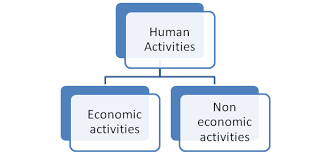 Human
Activities
Economic
activities
Non
economic
activities